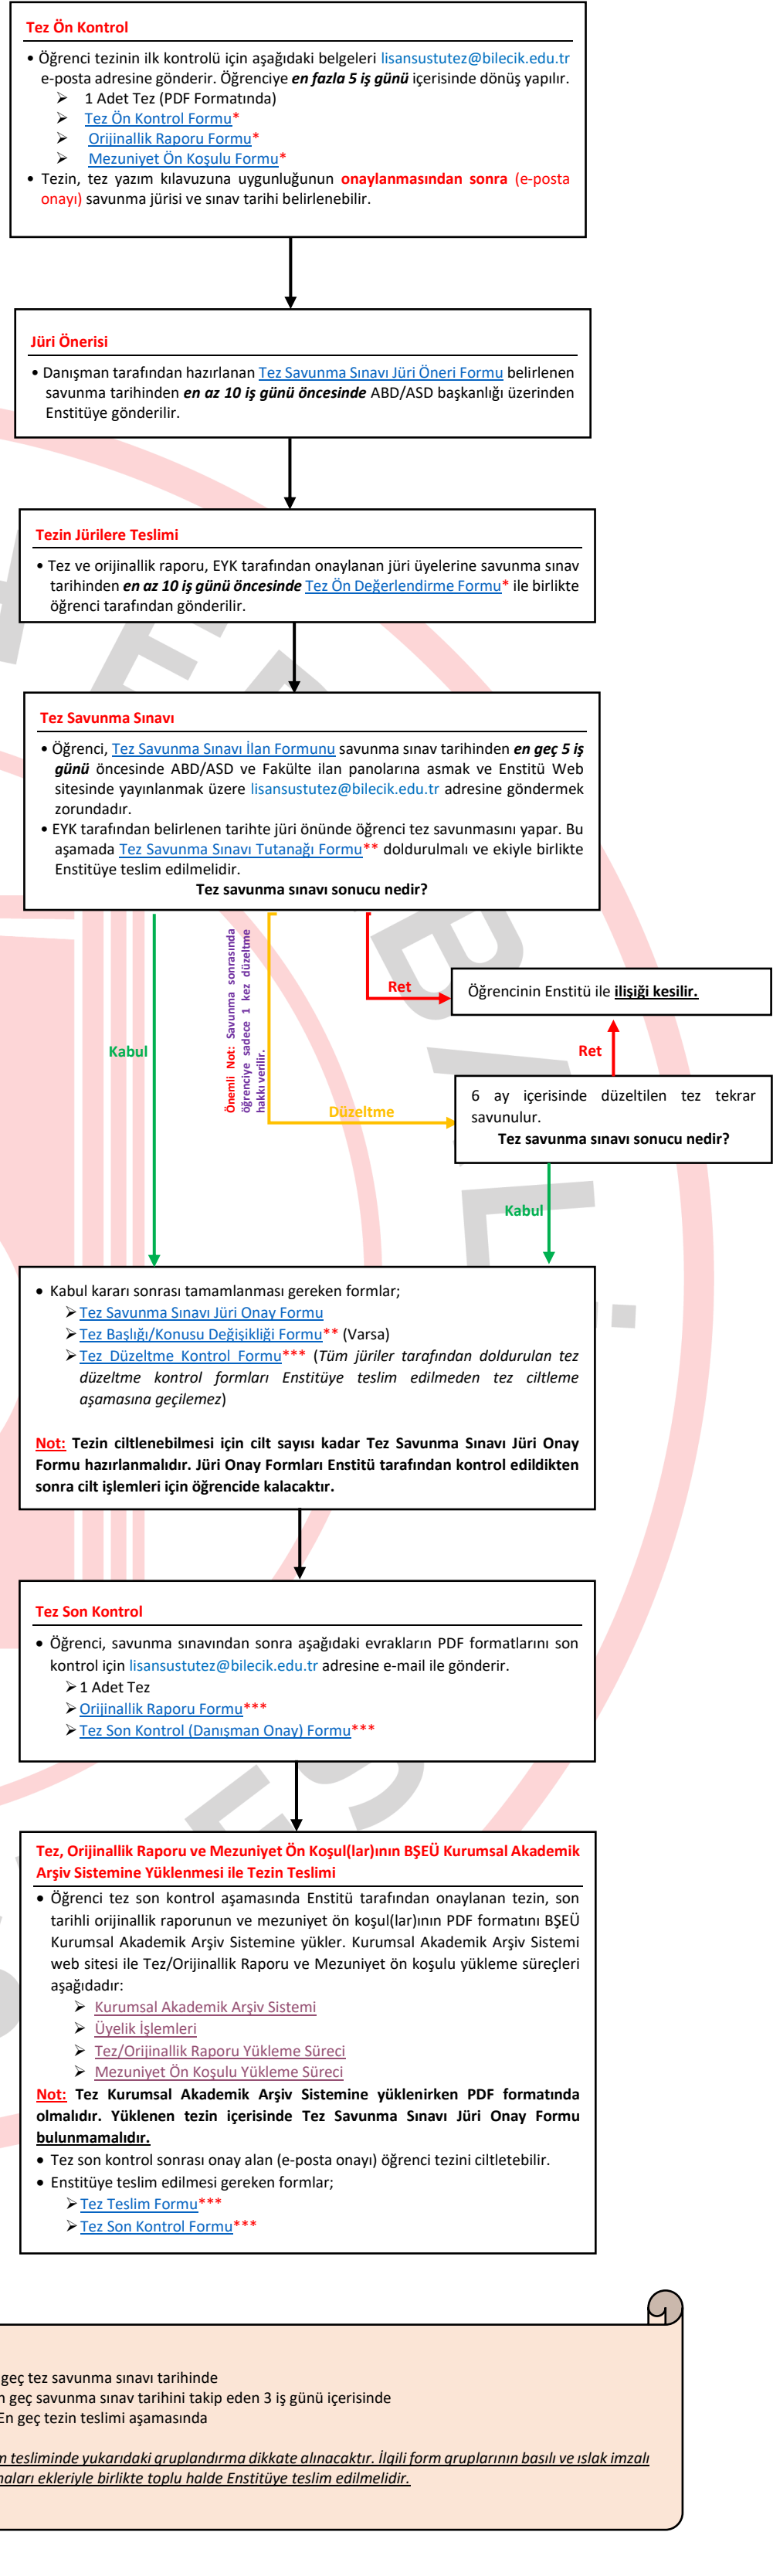 Tez Ön Kontrol
• Öğrenci tezinin ilk kontrolü için aşağıdaki belgeleri lisansustutez@bilecik.edu.tr
e-posta adresine gönderir. Öğrenciye en fazla 5 iş günü içerisinde dönüş yapılır.
➢ 1 Adet Tez (PDF Formatında)
➢ Tez Ön Kontrol Formu*
➢ Orijinallik Raporu Formu*
➢ Mezuniyet Ön Koşulu Formu*
• Tezin, tez yazım kılavuzuna uygunluğunun onaylanmasından sonra (e-posta
onayı) savunma jürisi ve sınav tarihi belirlenebilir.
Jüri Önerisi
• Danışman tarafından hazırlanan Tez Savunma Sınavı Jüri Öneri Formu belirlenen
savunma tarihinden en az 10 iş günü öncesinde ABD/ASD başkanlığı üzerinden
Enstitüye gönderilir.
Tezin Jürilere Teslimi
• Tez ve orijinallik raporu, EYK tarafından onaylanan jüri üyelerine savunma sınav
tarihinden en az 10 iş günü öncesinde Tez Ön Değerlendirme Formu* ile birlikte
öğrenci tarafından gönderilir.
Tez Savunma Sınavı
• Öğrenci, Tez Savunma Sınavı İlan Formunu savunma sınav tarihinden en geç 5 iş
günü öncesinde ABD/ASD ve Fakülte ilan panolarına asmak ve Enstitü Web
sitesinde yayınlanmak üzere lisansustutez@bilecik.edu.tr adresine göndermek
zorundadır.
• EYK tarafından belirlenen tarihte jüri önünde öğrenci tez savunmasını yapar. Bu
aşamada Tez Savunma Sınavı Tutanağı Formu** doldurulmalı ve ekiyle birlikte
Enstitüye teslim edilmelidir.
Tez savunma sınavı sonucu nedir?
Kabul
Önemli Not: Savunma sonrasında
öğrenciye sadece 1 kez düzeltme
hakkı verilir.
Düzeltme
Ret
Öğrencinin Enstitü ile ilişiği kesilir.
Ret
6 ay içerisinde düzeltilen tez tekrar
savunulur.
Tez savunma sınavı sonucu nedir?
Kabul
• Kabul kararı sonrası tamamlanması gereken formlar;
➢ Tez Savunma Sınavı Jüri Onay Formu
➢ Tez Başlığı/Konusu Değişikliği Formu** (Varsa)
➢ Tez Düzeltme Kontrol Formu*** (Tüm jüriler tarafından doldurulan tez
düzeltme kontrol formları Enstitüye teslim edilmeden tez ciltleme
aşamasına geçilemez)
Not: Tezin ciltlenebilmesi için cilt sayısı kadar Tez Savunma Sınavı Jüri Onay
Formu hazırlanmalıdır. Jüri Onay Formları Enstitü tarafından kontrol edildikten
sonra cilt işlemleri için öğrencide kalacaktır.
Tez Son Kontrol
• Öğrenci, savunma sınavından sonra aşağıdaki evrakların PDF formatlarını son
kontrol için lisansustutez@bilecik.edu.tr adresine e-mail ile gönderir.
➢ 1 Adet Tez
➢ Orijinallik Raporu Formu***
➢ Tez Son Kontrol (Danışman Onay) Formu***
Tez, Orijinallik Raporu ve Mezuniyet Ön Koşul(lar)ının BŞEÜ Kurumsal Akademik
Arşiv Sistemine Yüklenmesi ile Tezin Teslimi
• Öğrenci tez son kontrol aşamasında Enstitü tarafından onaylanan tezin, son
tarihli orijinallik raporunun ve mezuniyet ön koşul(lar)ının PDF formatını BŞEÜ
Kurumsal Akademik Arşiv Sistemine yükler. Kurumsal Akademik Arşiv Sistemi
web sitesi ile Tez/Orijinallik Raporu ve Mezuniyet ön koşulu yükleme süreçleri
aşağıdadır:
➢ Kurumsal Akademik Arşiv Sistemi
➢ Üyelik İşlemleri
➢ Tez/Orijinallik Raporu Yükleme Süreci
➢ Mezuniyet Ön Koşulu Yükleme Süreci
Not: Tez Kurumsal Akademik Arşiv Sistemine yüklenirken PDF formatında
olmalıdır. Yüklenen tezin içerisinde Tez Savunma Sınavı Jüri Onay Formu
bulunmamalıdır.
• Tez son kontrol sonrası onay alan (e-posta onayı) öğrenci tezini ciltletebilir.
• Enstitüye teslim edilmesi gereken formlar;
➢ Tez Teslim Formu***
➢ Tez Son Kontrol Formu***
geç tez savunma sınavı tarihinde
geç savunma sınav tarihini takip eden 3 iş günü içerisinde
En geç tezin teslimi aşamasında
tesliminde yukarıdaki gruplandırma dikkate alınacaktır. İlgili form gruplarının basılı ve ıslak imzalı
ekleriyle birlikte toplu halde Enstitüye teslim edilmelidir.